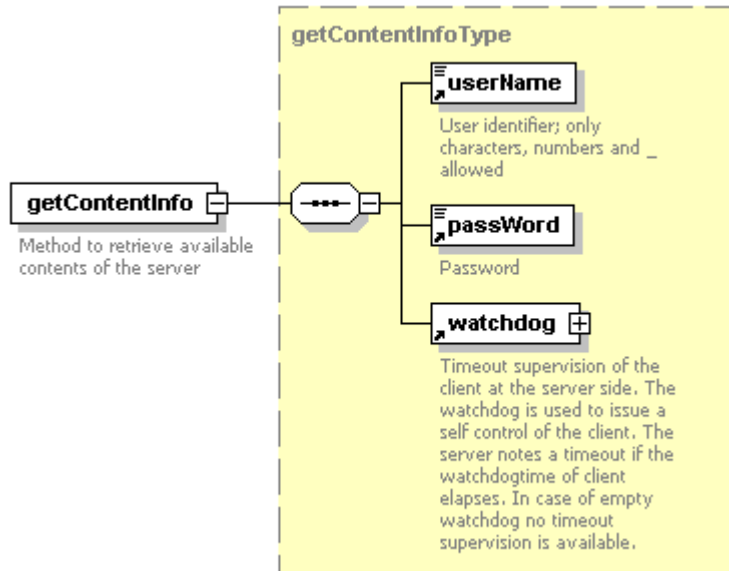 getContentInfoType
userName
User identifier; only
characters, numbers and _
allowed
getContentInfo
Method to retrieve available
contents of the server
passWord
Password
watchdog
Timeout supervision of the
client at the server side. The
watchdog is used to issue a
self control of the client. The
server notes a timeout if the
watchdogtime of client
elapses. In case of empty
watchdog no timeout
supervision is available.